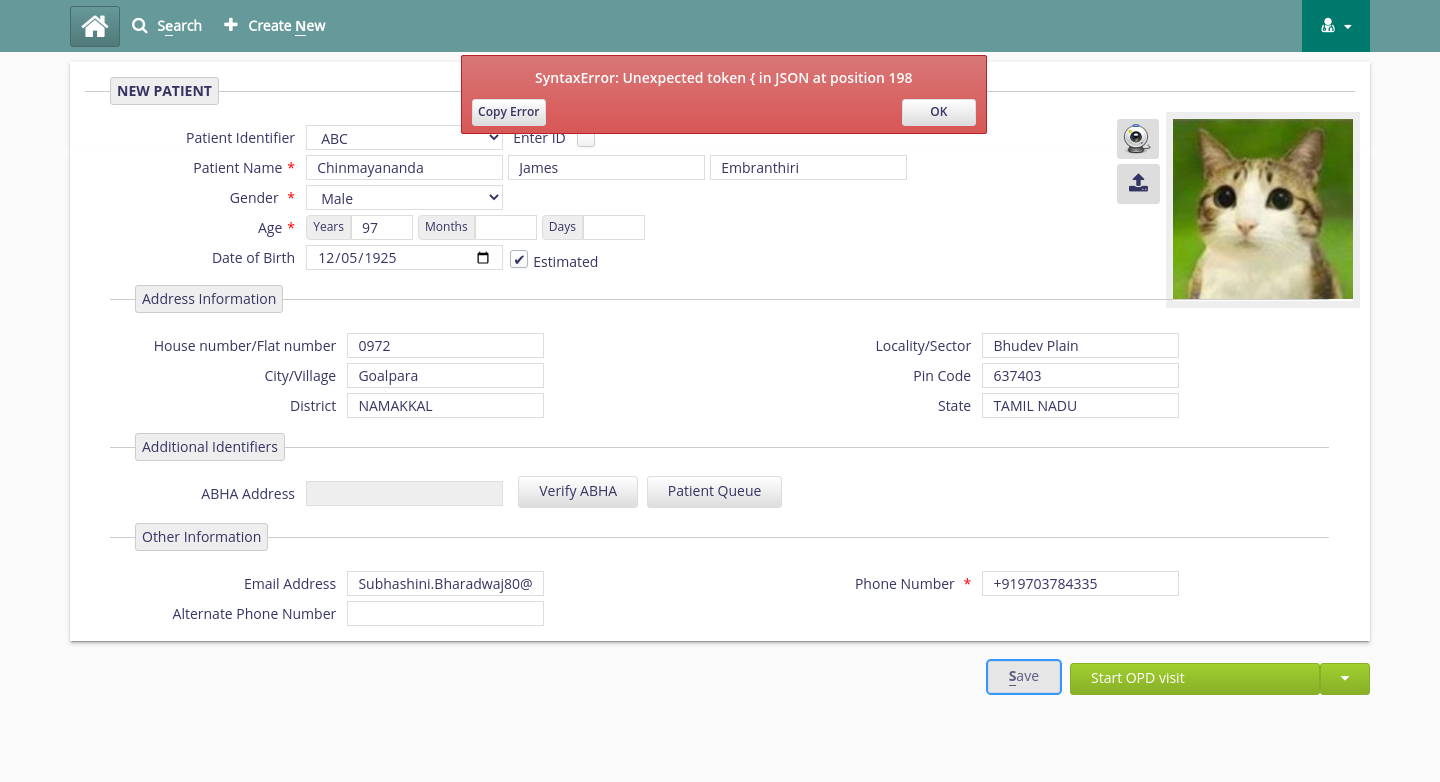 Search Create New
SyntaxError: Unexpected token { in JSON at position 198
Copy Error OK
NEW PATIENT
Patient Identifier ABC Enter ID
Patient Name * Chinmayananda James Embranthiri
Gender * Male
Age * Years 97 Months Days
Date of Birth 12/05/1925 Estimated
Address Information
House number/Flat number 0972 Locality/Sector Bhudev Plain
City/Village Goalpara Pin Code 637403
District NAMAKKAL State TAMIL NADU
Additional Identifiers
ABHA Address Verify ABHA Patient Queue
Other Information
Email Address Subhashini.Bharadwaj80@ Phone Number * +919703784335
Alternate Phone Number
Save Start OPD visit